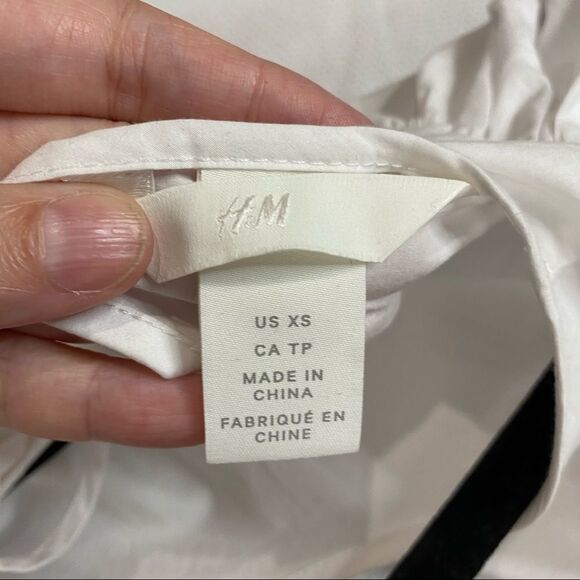 H&M
US XS
CA TP
MADE IN
CHINA
FABRIQUÉ EN
CHINE